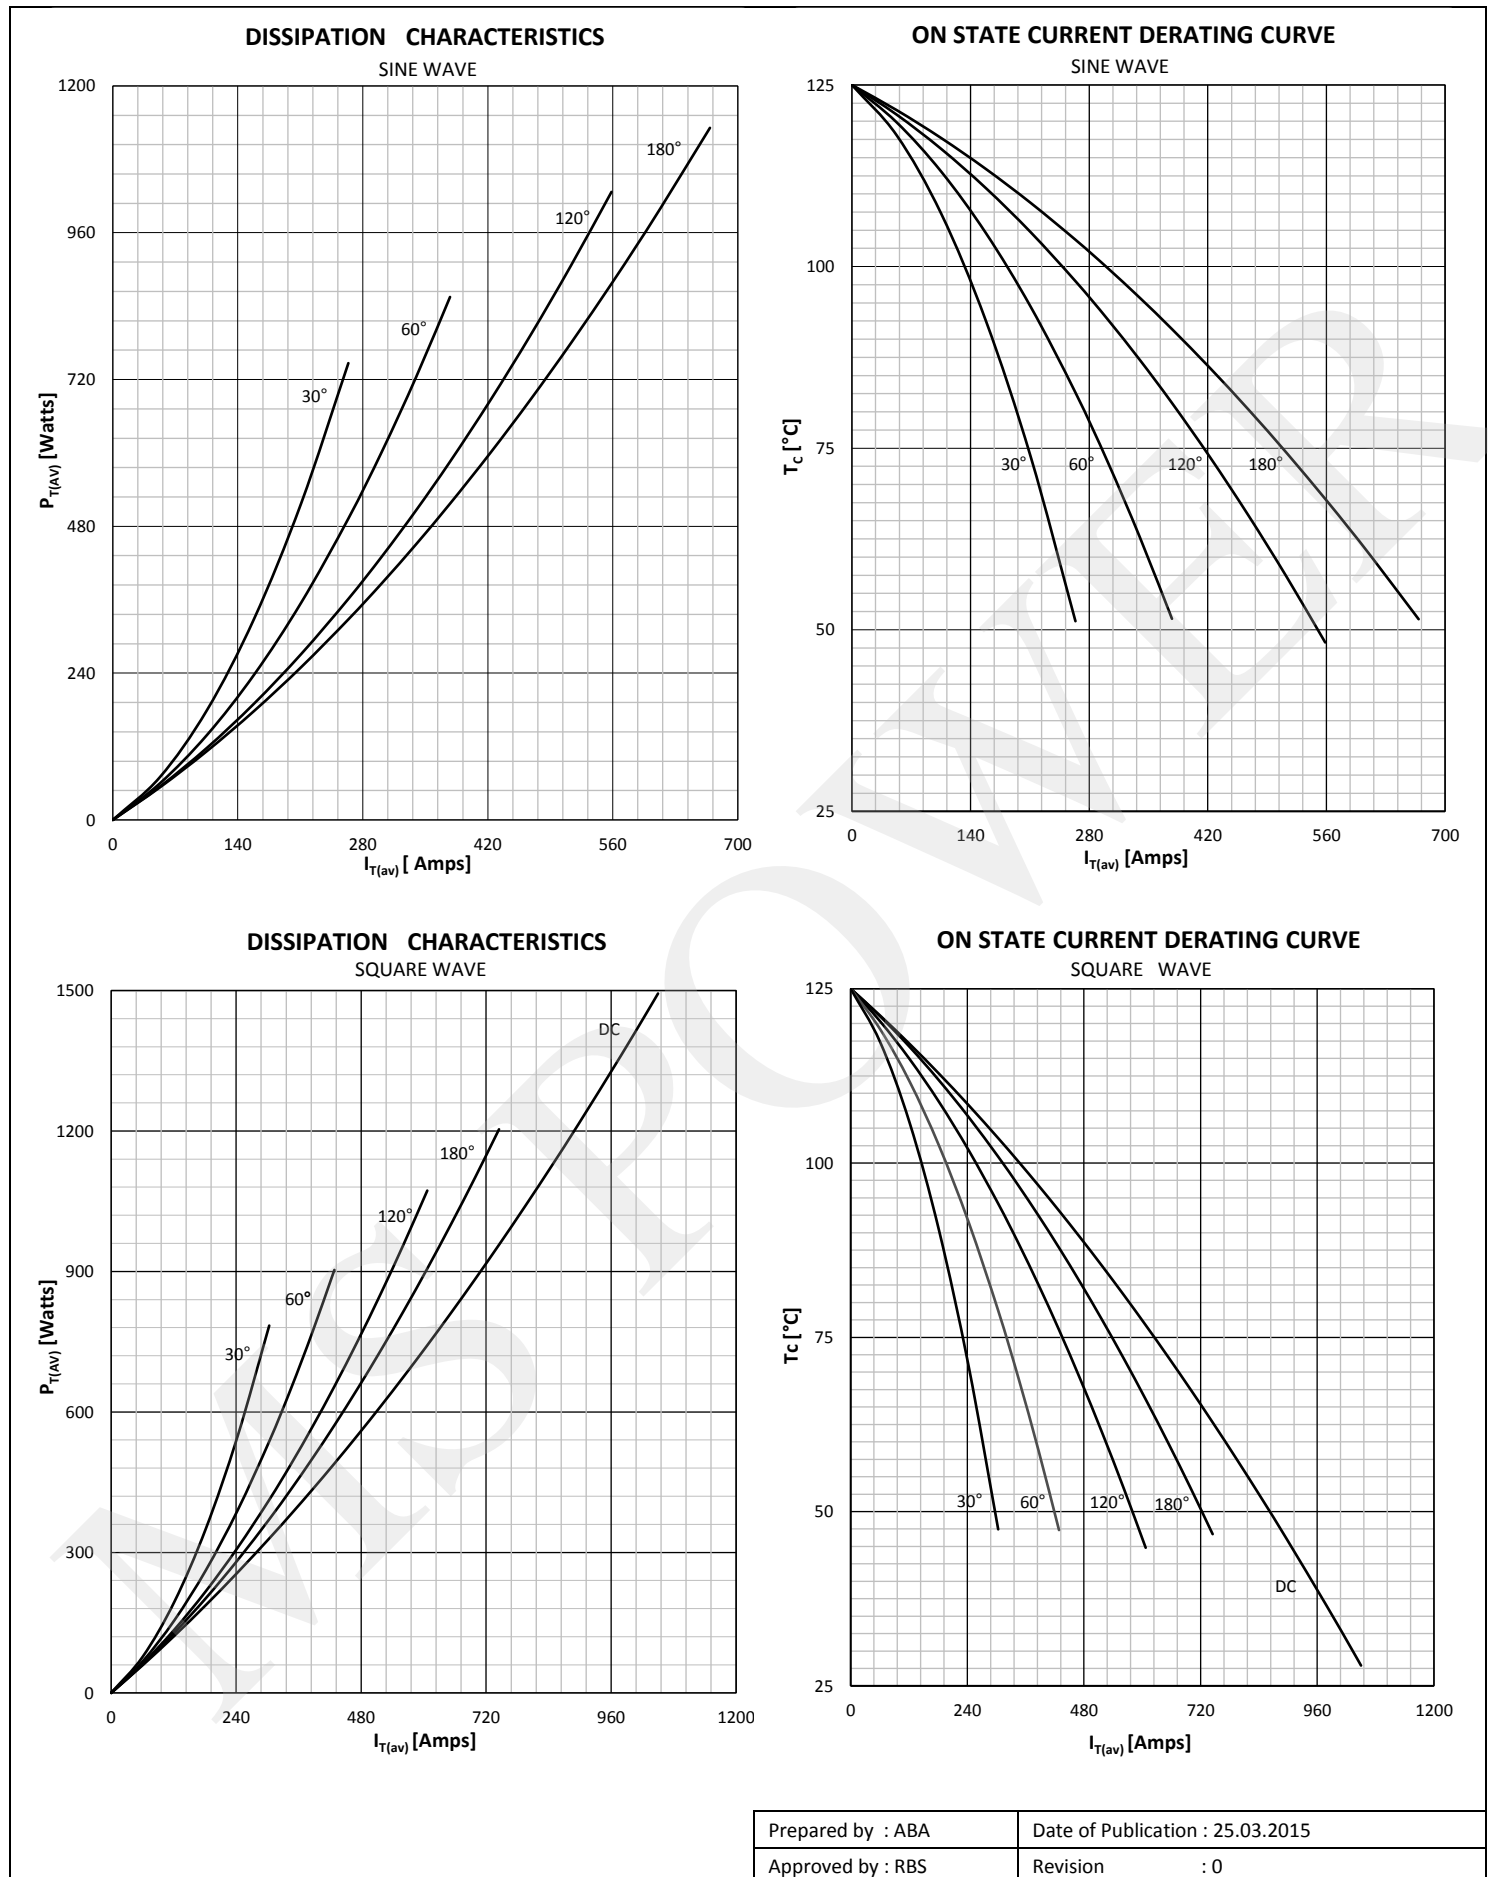 DISSIPATION CHARACTERISTICS
SINE WAVE
1200
960
720
480
240
0
0 140 280 420 560 700
30°
60°
120°
180°
P_T(AV) [Watts]
I_T(av) [ Amps]
ON STATE CURRENT DERATING CURVE
SINE WAVE
125
100
75
50
25
0 140 280 420 560 700
30° 60° 120° 180°
T_C [°C]
I_T(av) [Amps]
DISSIPATION CHARACTERISTICS
SQUARE WAVE
1500
1200
900
600
300
0
0 240 480 720 960 1200
30°
60°
120°
180°
DC
P_T(AV) [Watts]
I_T(av) [Amps]
ON STATE CURRENT DERATING CURVE
SQUARE WAVE
125
100
75
50
25
0 240 480 720 960 1200
30° 60° 120° 180°
DC
Tc [°C]
I_T(av) [Amps]
MS POWER
Prepared by : ABA Date of Publication : 25.03.2015
Approved by : RBS Revision : 0